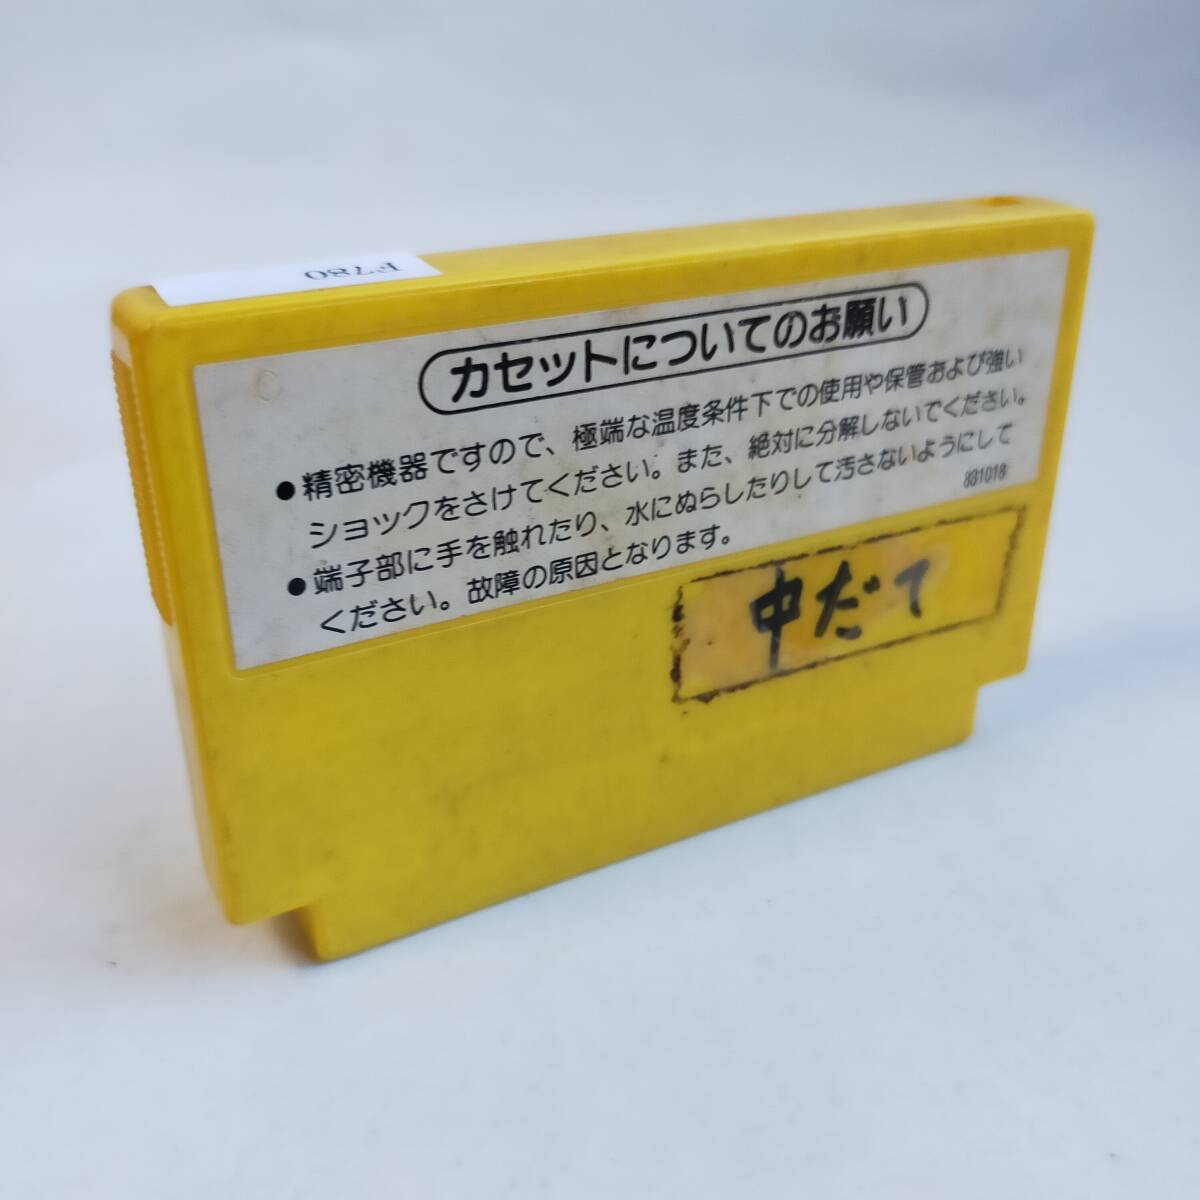 F780
カセットについてのお願い
●精密機器ですので、極端な温度条件下での使用や保管および強い
ショックをさけてください。また、絶対に分解しないでください。
●端子部に手を触れたり、水にぬらしたりして汚さないようにして
ください。故障の原因となります。
831018
中だて